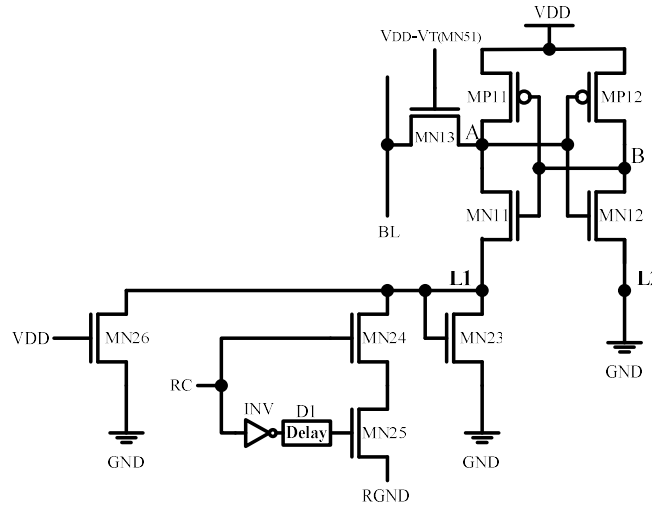 VDD
VDD-VT(MN51)
MP11
MP12
A
MN13
B
MN11
MN12
BL
L1
L2
VDD
MN26
MN24
MN23
RC
GND
INV
D1
Delay
MN25
GND
GND
RGND